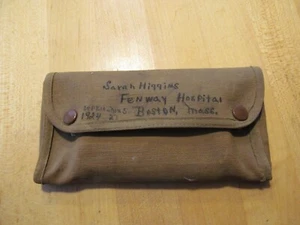 Sarah Higgins
Fenway Hospital
Boston, Mass.